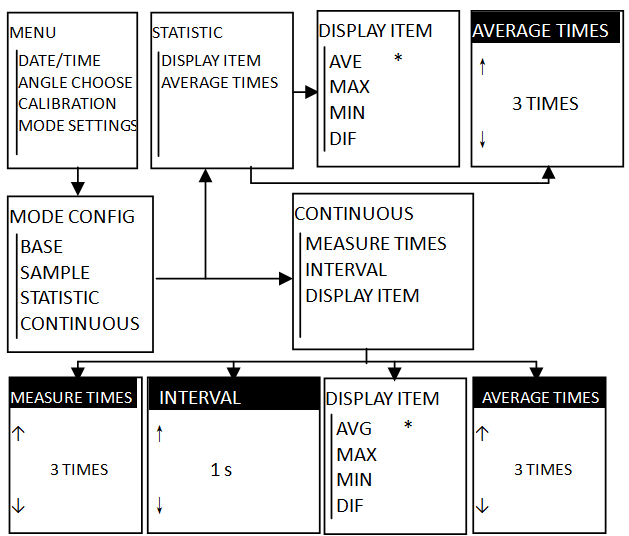 MENU
DATE/TIME
ANGLE CHOOSE
CALIBRATION
MODE SETTINGS
STATISTIC
DISPLAY ITEM
AVERAGE TIMES
DISPLAY ITEM
AVE *
MAX
MIN
DIF
AVERAGE TIMES
↑
3 TIMES
↓
MODE CONFIG
BASE
SAMPLE
STATISTIC
CONTINUOUS
CONTINUOUS
MEASURE TIMES
INTERVAL
DISPLAY ITEM
MEASURE TIMES
↑
3 TIMES
↓
INTERVAL
↑
1 s
↓
DISPLAY ITEM
AVG *
MAX
MIN
DIF
AVERAGE TIMES
↑
3 TIMES
↓